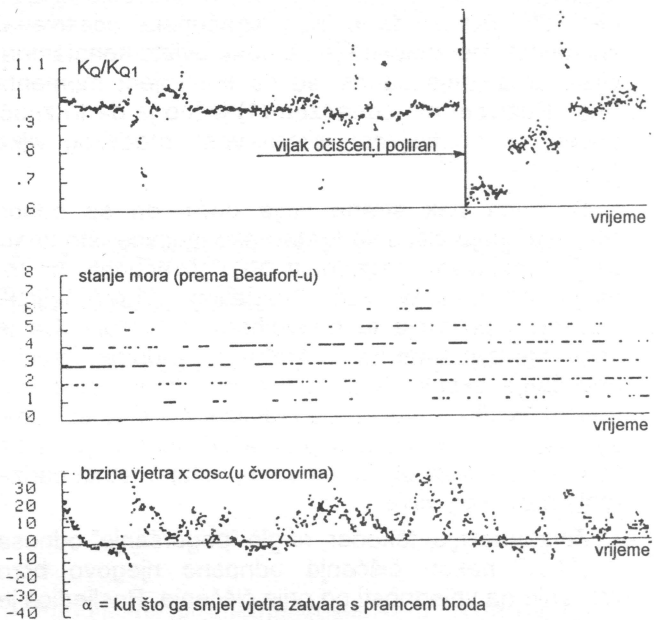 K_Q/K_Q1
1.1
1
.9
.8
.7
.6
vijak očišćen i poliran
vrijeme
stanje mora (prema Beaufort-u)
8
7
6
5
4
3
2
1
0
vrijeme
brzina vjetra x cosα(u čvorovima)
30
20
10
0
-10
-20
-30
-40
vrijeme
α = kut što ga smjer vjetra zatvara s pramcem broda